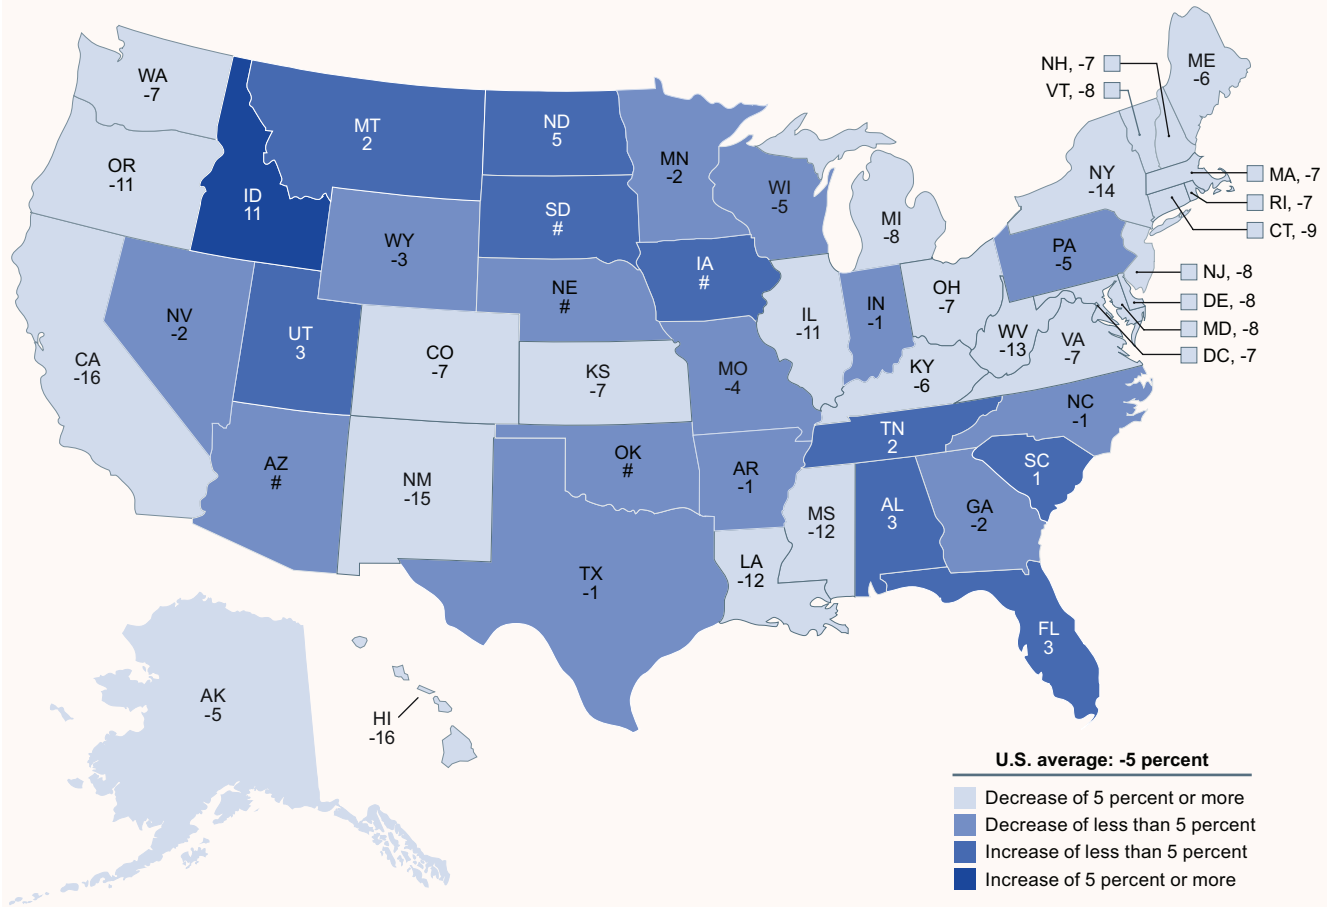 WA
-7
OR
-11
CA
-16
NV
-2
ID
11
MT
2
WY
-3
UT
3
AZ
#
CO
-7
NM
-15
ND
5
SD
#
NE
#
KS
-7
OK
#
TX
-1
MN
-2
IA
#
MO
-4
AR
-1
LA
-12
WI
-5
IL
-11
MS
-12
MI
-8
IN
-1
OH
-7
KY
-6
TN
2
AL
3
GA
-2
FL
3
SC
1
NC
-1
WV
-13
VA
-7
PA
-5
NY
-14
ME
-6
NH, -7
VT, -8
MA, -7
RI, -7
CT, -9
NJ, -8
DE, -8
MD, -8
DC, -7
AK
-5
HI
-16
U.S. average: -5 percent
Decrease of 5 percent or more
Decrease of less than 5 percent
Increase of less than 5 percent
Increase of 5 percent or more